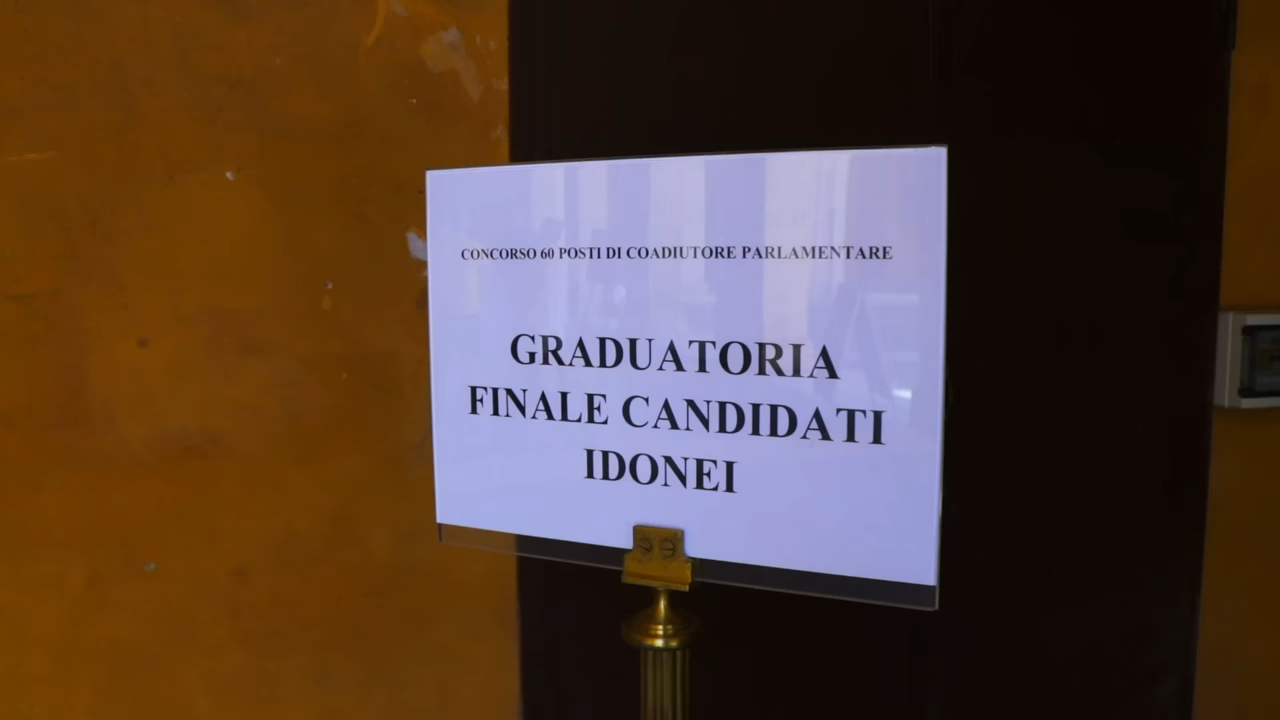 CONCORSO 60 POSTI DI COADIUTORE PARLAMENTARE
GRADUATORIA
FINALE CANDIDATI
IDONEI